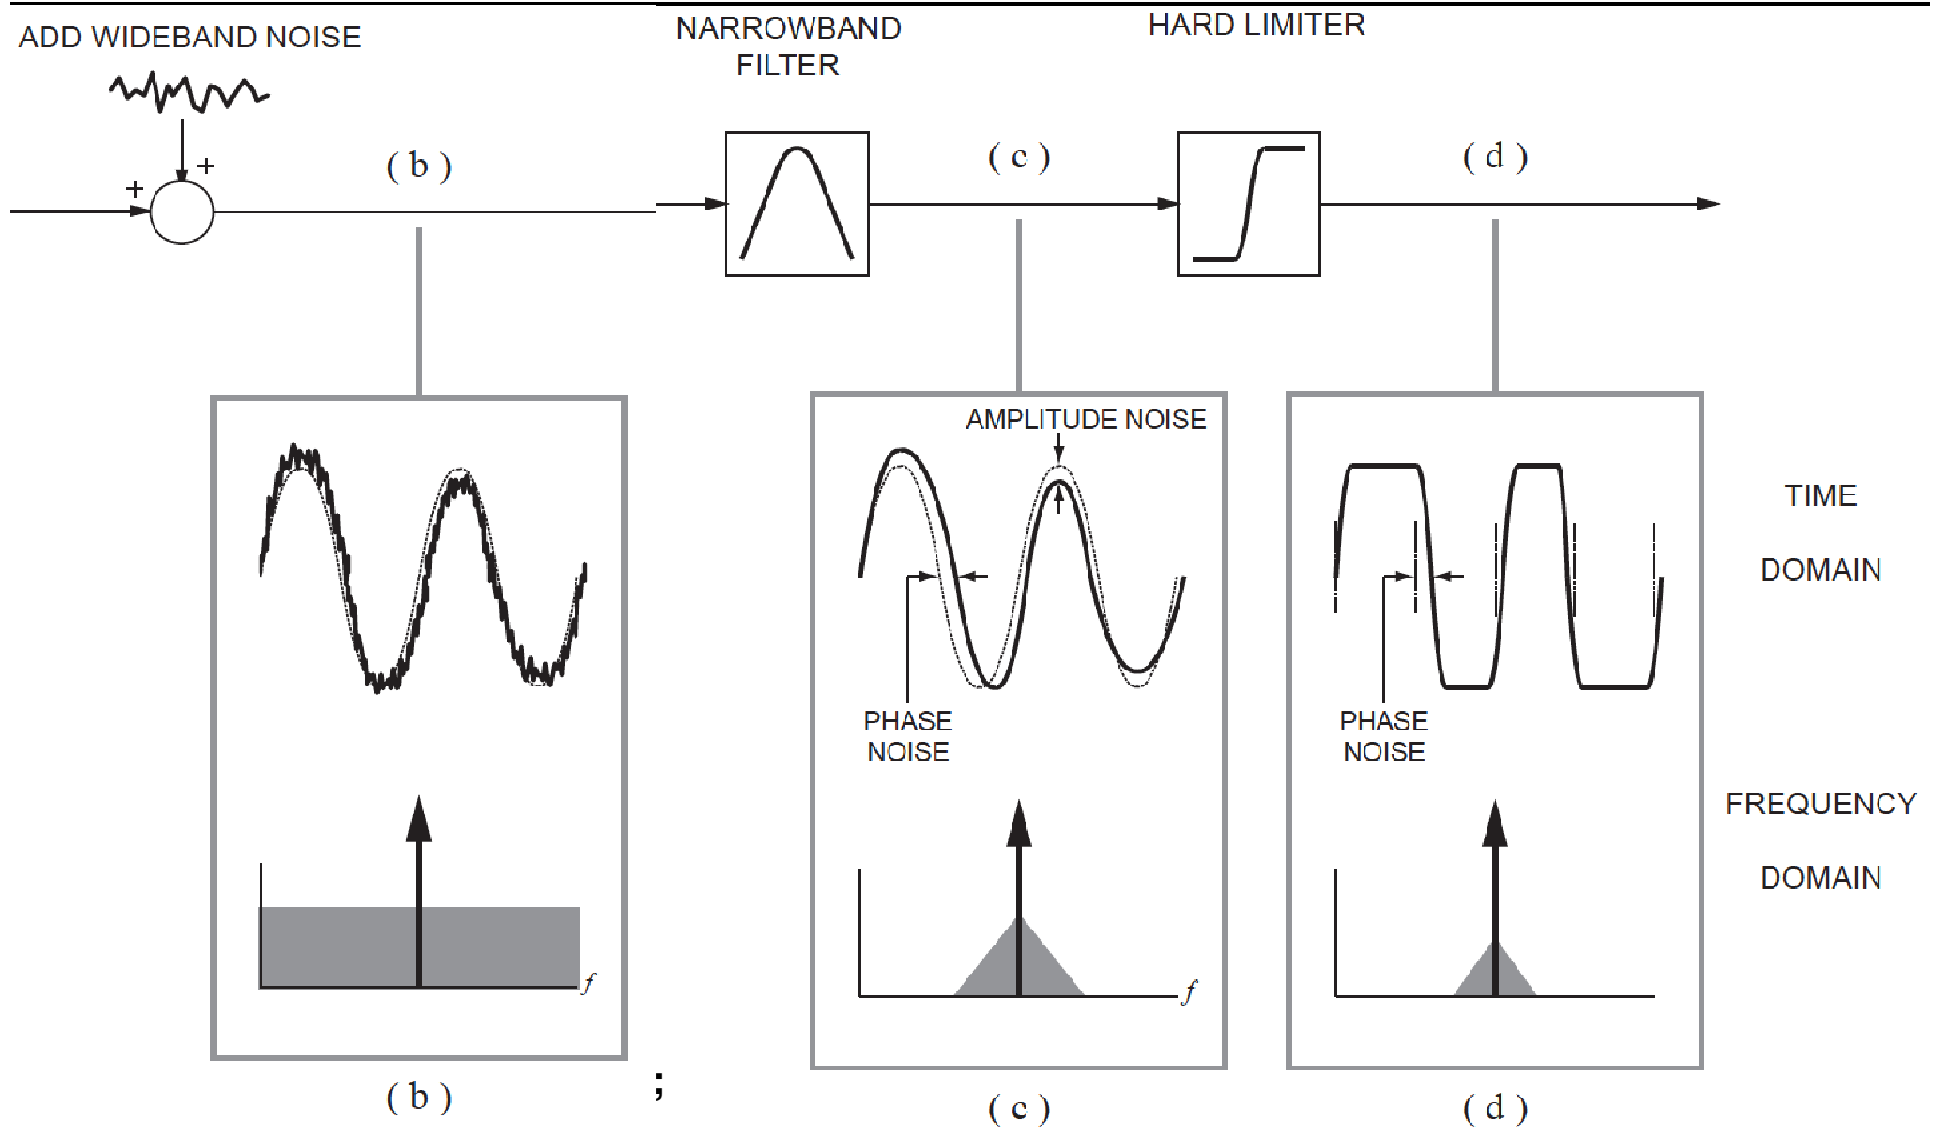 ADD WIDEBAND NOISE
NARROWBAND
FILTER
HARD LIMITER
+
+
( b )
( c )
( d )
AMPLITUDE NOISE
PHASE
NOISE
PHASE
NOISE
TIME
DOMAIN
f
f
FREQUENCY
DOMAIN
( b )
;
( c )
( d )